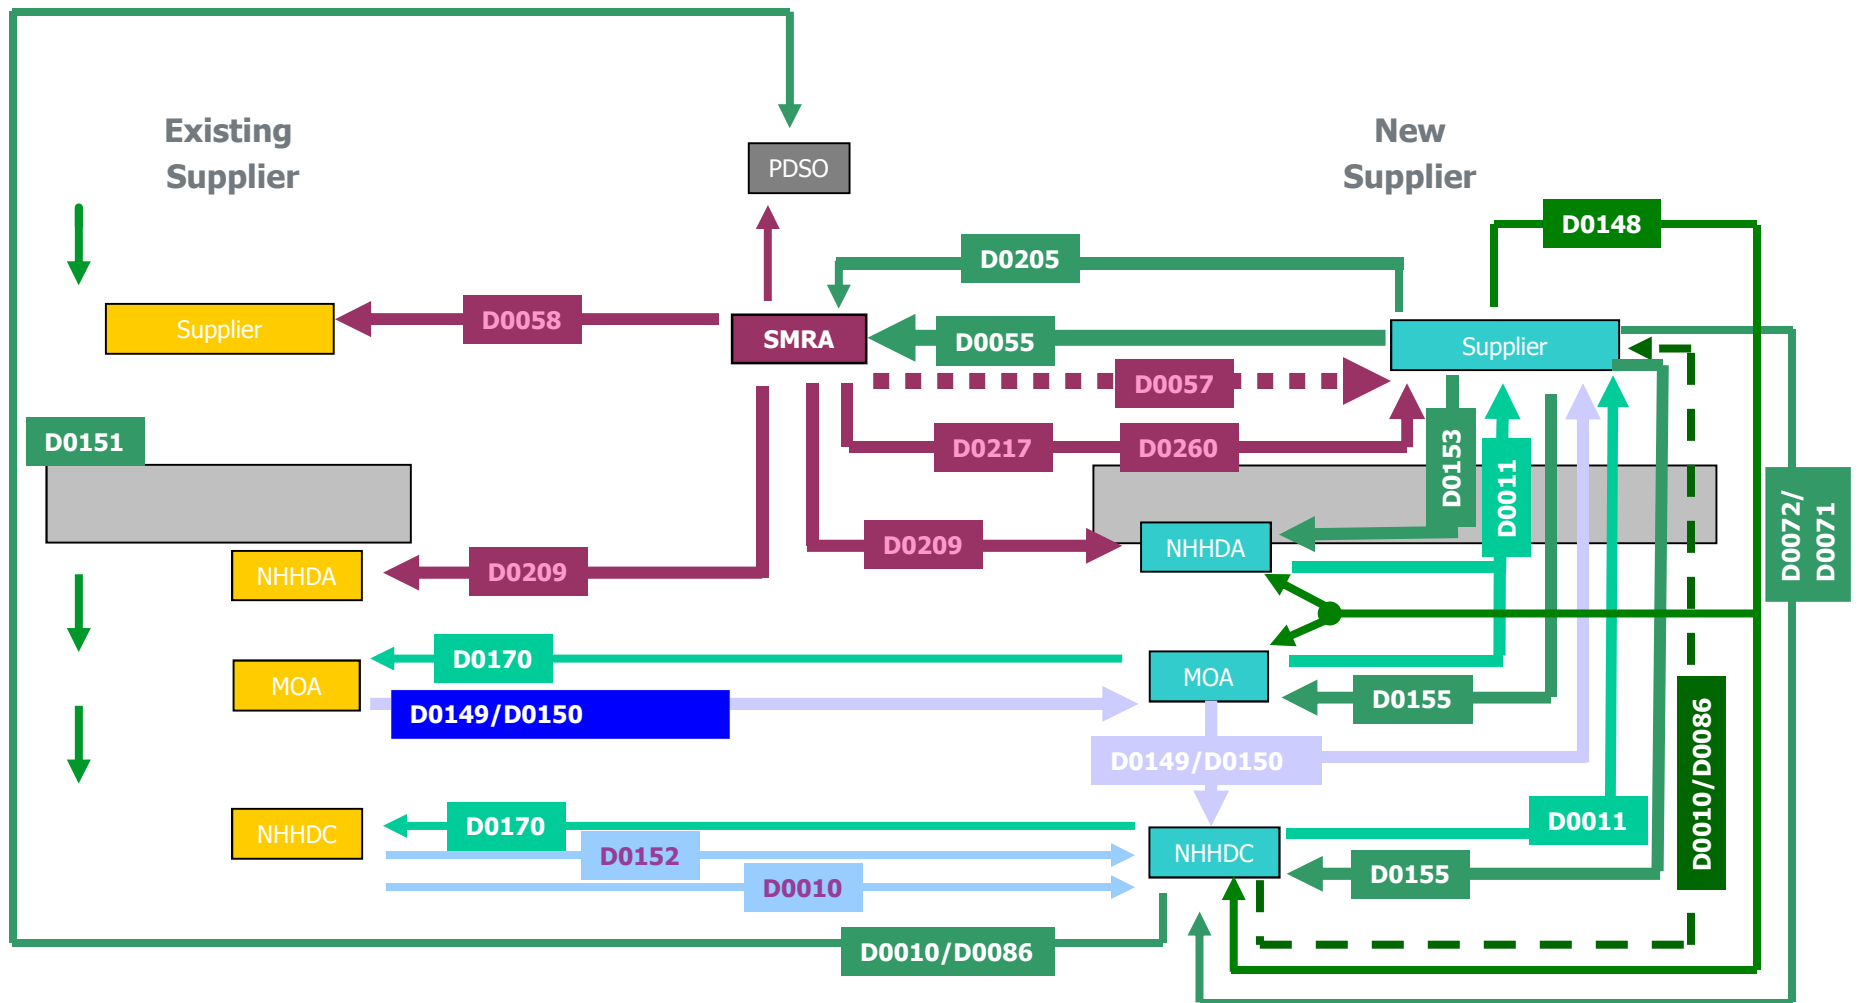 Existing
Supplier
New
Supplier
PDSO
D0148
D0205
Supplier
D0058
SMRA
D0055
Supplier
D0057
D0151
D0217
D0260
D0153
D0011
D0072/
D0071
NHHDA
D0209
D0209
NHHDA
D0170
MOA
MOA
D0149/D0150
D0155
D0149/D0150
D0010/D0086
NHHDC
D0170
D0152
D0010
NHHDC
D0011
D0155
D0010/D0086